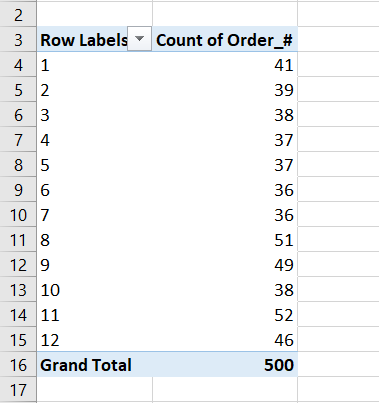 2
3 Row Labels Count of Order_#
4 1 41
5 2 39
6 3 38
7 4 37
8 5 37
9 6 36
10 7 36
11 8 51
12 9 49
13 10 38
14 11 52
15 12 46
16 Grand Total 500
17